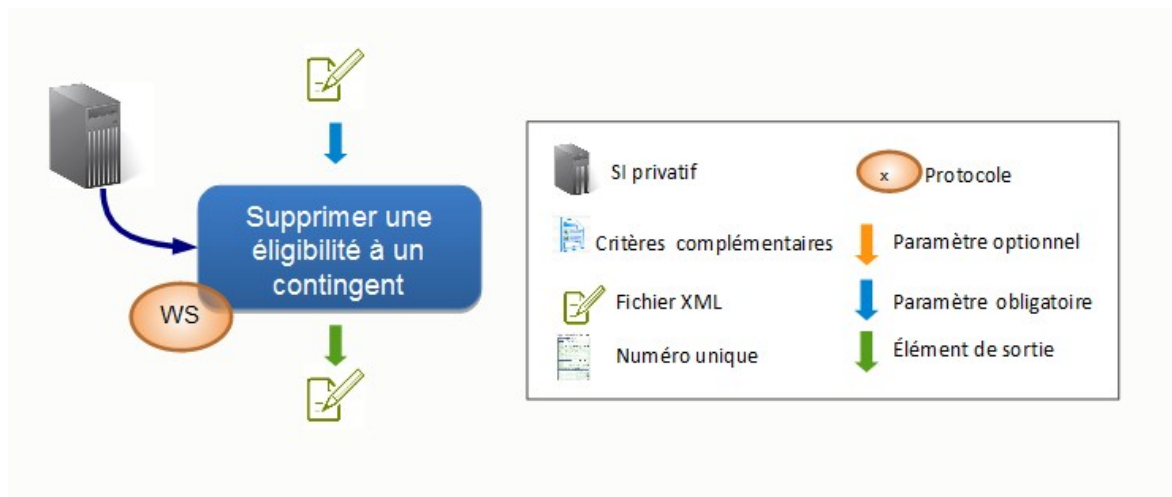 Supprimer une
éligibilité à un
contingent
WS
SI privatif
x
Protocole
Critères complémentaires
Paramètre optionnel
Fichier XML
Paramètre obligatoire
Numéro unique
Élément de sortie